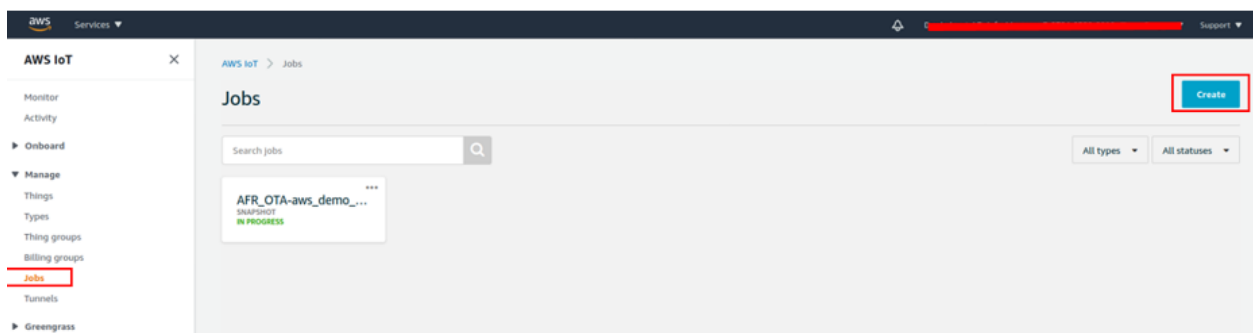 aws Services ▼ Support ▼
AWS IoT ×
Monitor
Activity
▶ Onboard
▼ Manage
Things
Types
Thing groups
Billing groups
Jobs
Tunnels
▶ Greengrass
AWS IoT > Jobs
Jobs
Create
Search jobs
All types ▼ All statuses ▼
AFR_OTA-aws_demo_... •••
SNAPSHOT
IN PROGRESS